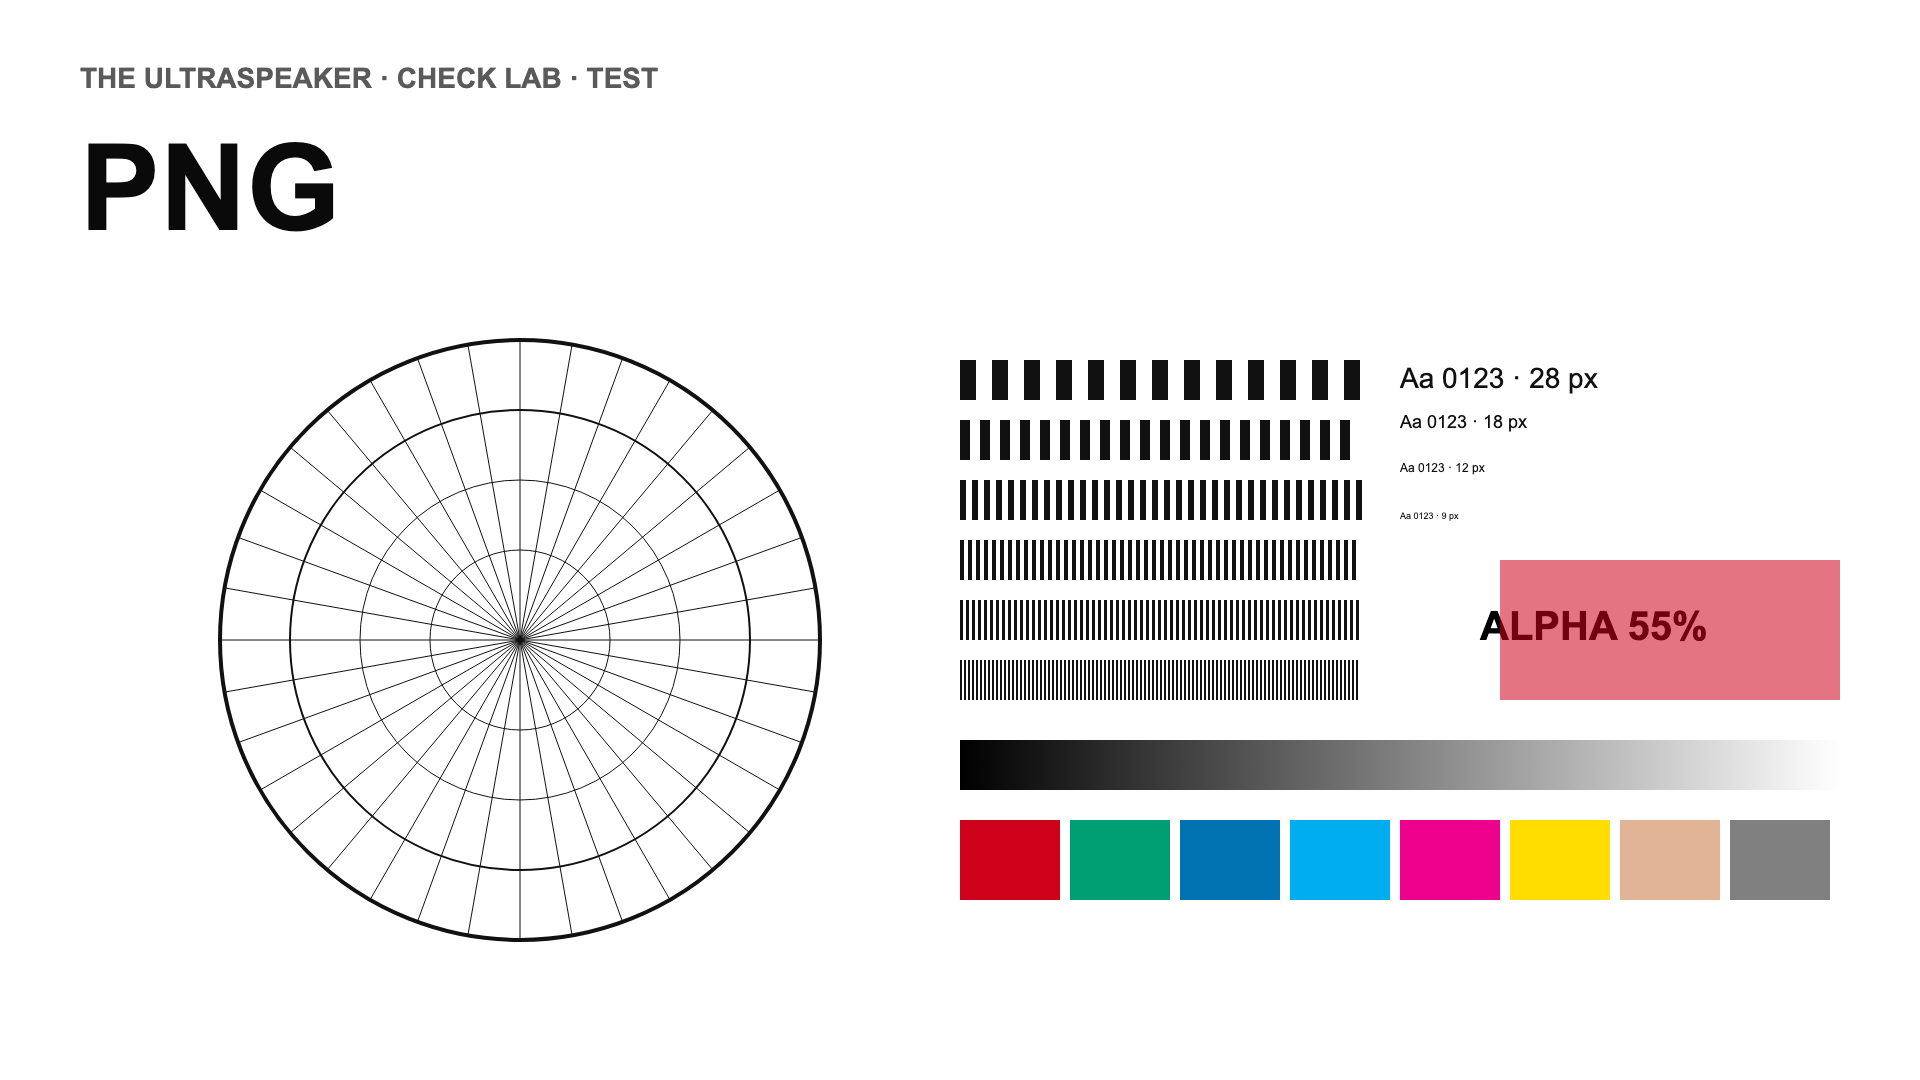 THE ULTRASPEAKER · CHECK LAB · TEST
PNG
Aa 0123 · 28 px
Aa 0123 · 18 px
Aa 0123 · 12 px
Aa 0123 · 9 px
ALPHA 55%